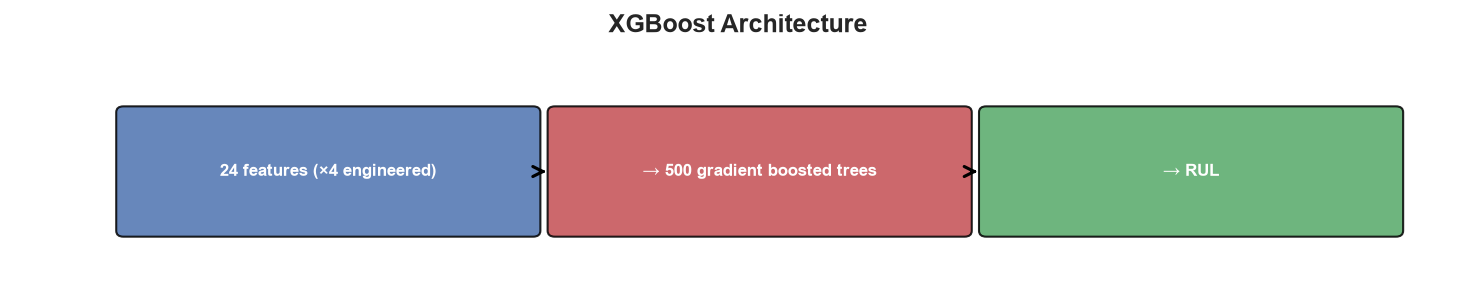 XGBoost Architecture
24 features (×4 engineered)
→ 500 gradient boosted trees
→ RUL